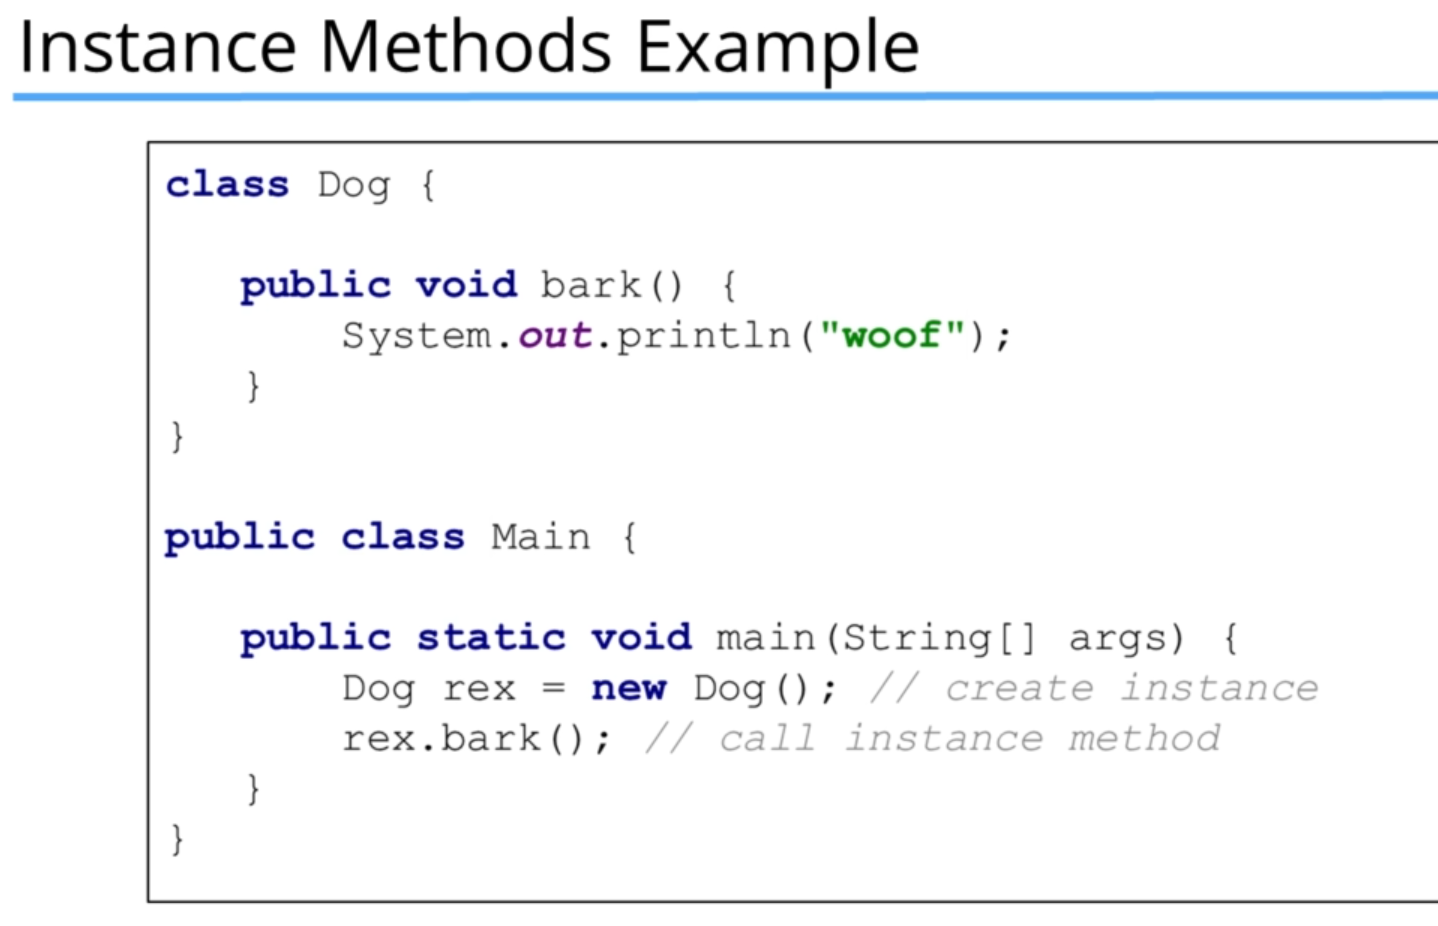 Instance Methods Example
class Dog {
public void bark() {
System.out.println("woof");
}
}
public class Main {
public static void main(String[] args) {
Dog rex = new Dog(); // create instance
rex.bark(); // call instance method
}
}